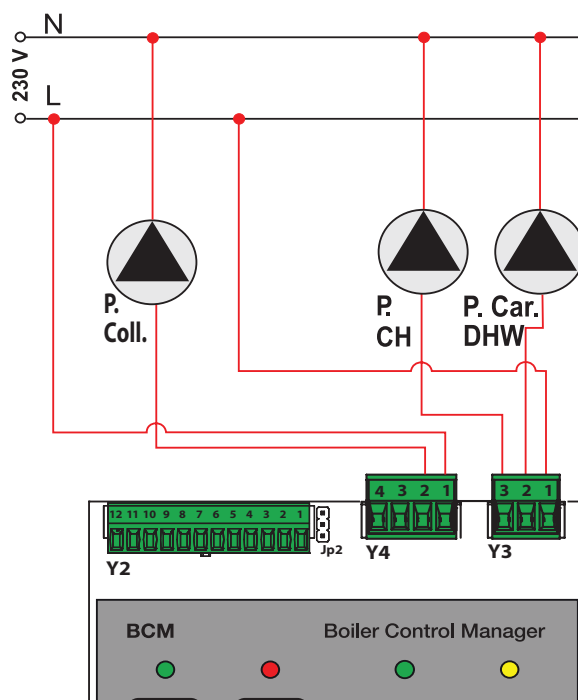 N
230 V
L
P.
Coll.
P.
CH
P. Car.
DHW
4 3 2 1
3 2 1
12 11 10 9 8 7 6 5 4 3 2 1
Jp2
Y4
Y3
Y2
BCM
Boiler Control Manager